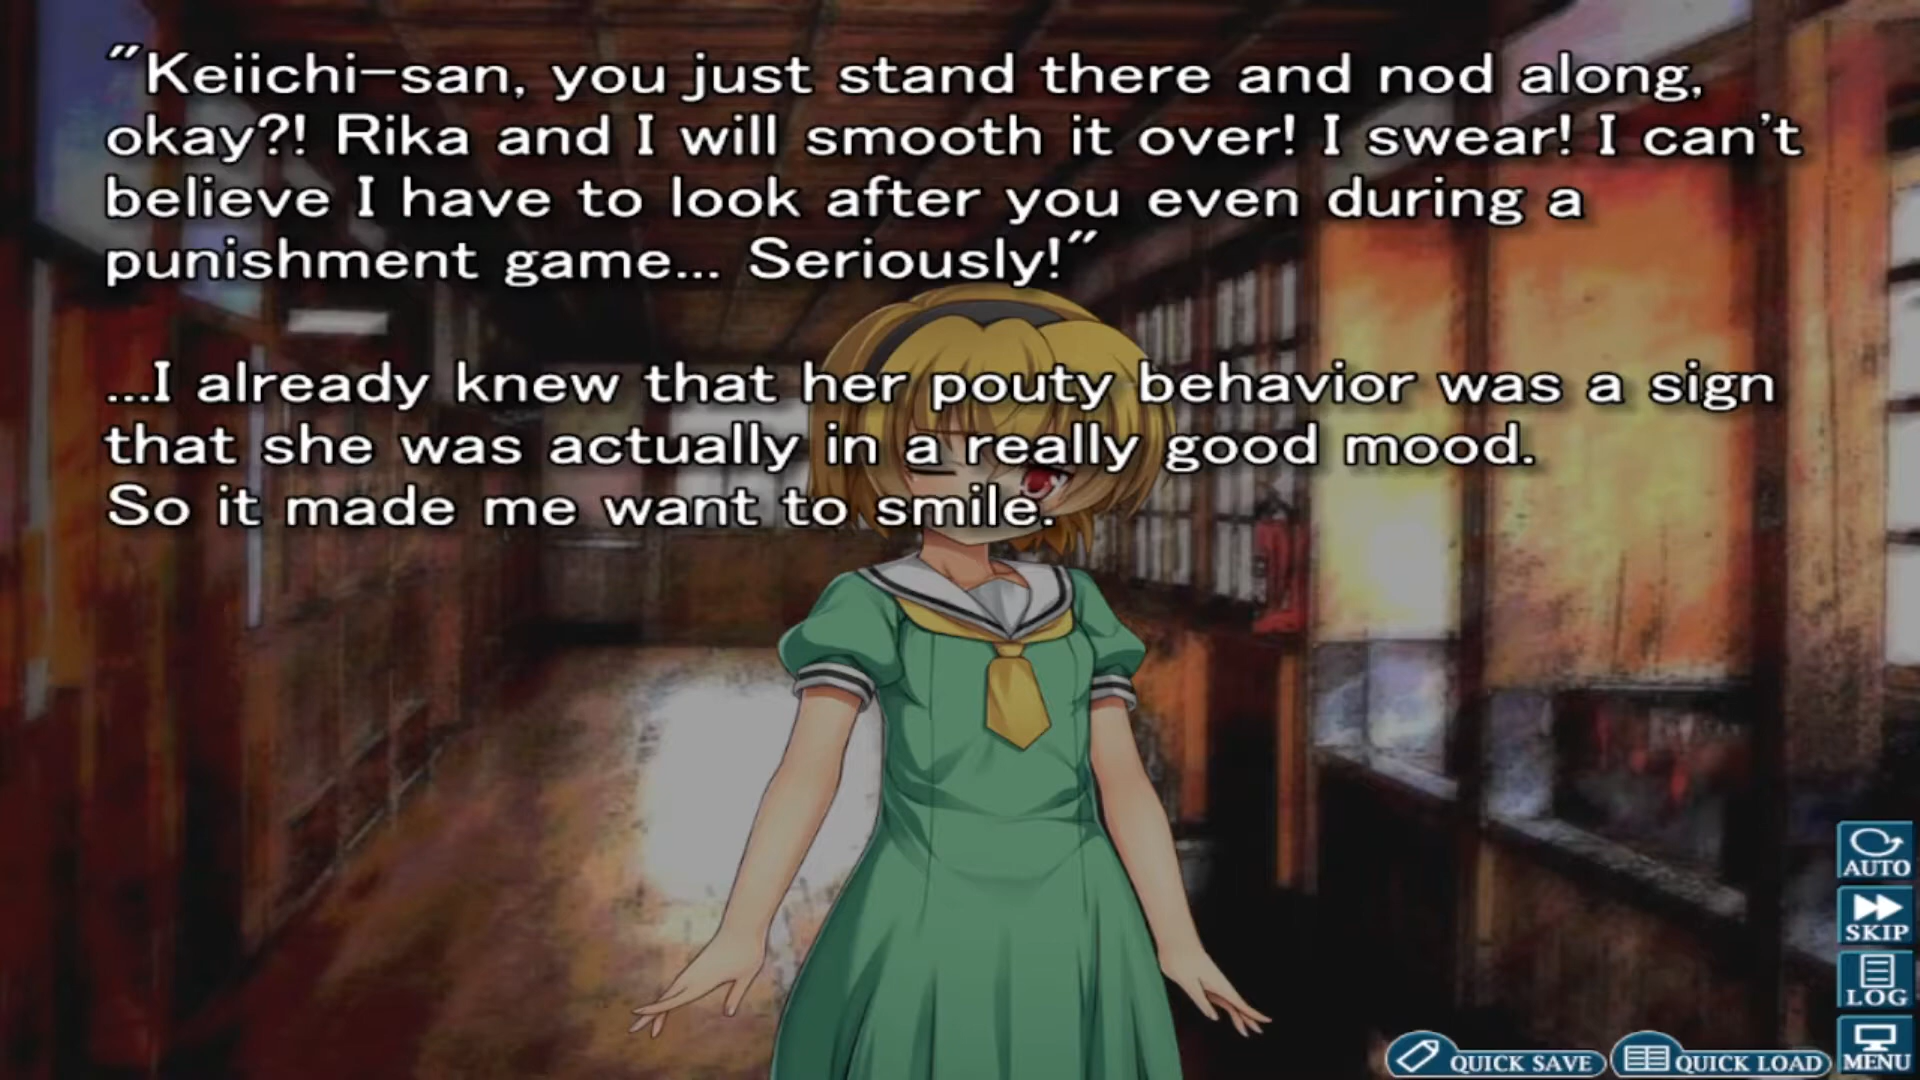 "Keiichi-san, you just stand there and nod along,
okay?! Rika and I will smooth it over! I swear! I can't
believe I have to look after you even during a
punishment game... Seriously!"
...I already knew that her pouty behavior was a sign
that she was actually in a really good mood.
So it made me want to smile.
AUTO
SKIP
LOG
MENU
QUICK SAVE
QUICK LOAD